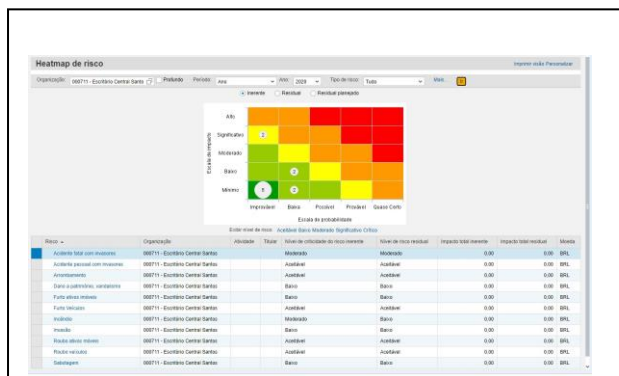 Heatmap de risco
Imprimir visão Personalizar
Organização: 000711 - Escritório Central Santo Profundo Período: Ano Ano: 2020 Tipo de risco: Tudo Mais
Inerente Residual Residual planejado
Escala de impacto
Alto
Significativo 2
Moderado
Baixo 2
Mínimo 2
Improvável Baixa Possível Provável Quase Certo
Escala de probabilidade
Exibir nível de risco: Aceitável Baixo Moderado Significativo Crítico
Risco Organização Atividade Titular Nível de criticidade do risco inerente Nível de risco residual Impacto total inerente Impacto total residual Moeda
Acidente fatal com invasores 000711 - Escritório Central Santos Moderado Moderado 0,00 0,00 BRL
Acidente pessoal com invasores 000711 - Escritório Central Santos Aceitável Aceitável 0,00 0,00 BRL
Arrombamento 000711 - Escritório Central Santos Aceitável Aceitável 0,00 0,00 BRL
Dano a patrimônio, vandalismo 000711 - Escritório Central Santos Baixo Baixo 0,00 0,00 BRL
Furto ativos imóveis 000711 - Escritório Central Santos Baixo Baixo 0,00 0,00 BRL
Furto Veículos 000711 - Escritório Central Santos Aceitável Aceitável 0,00 0,00 BRL
Incêndio 000711 - Escritório Central Santos Moderado Baixo 0,00 0,00 BRL
Invasão 000711 - Escritório Central Santos Baixo Baixo 0,00 0,00 BRL
Roubo ativos móveis 000711 - Escritório Central Santos Aceitável Aceitável 0,00 0,00 BRL
Roubo veículos 000711 - Escritório Central Santos Aceitável Aceitável 0,00 0,00 BRL
Sabotagem 000711 - Escritório Central Santos Baixo Baixo 0,00 0,00 BRL